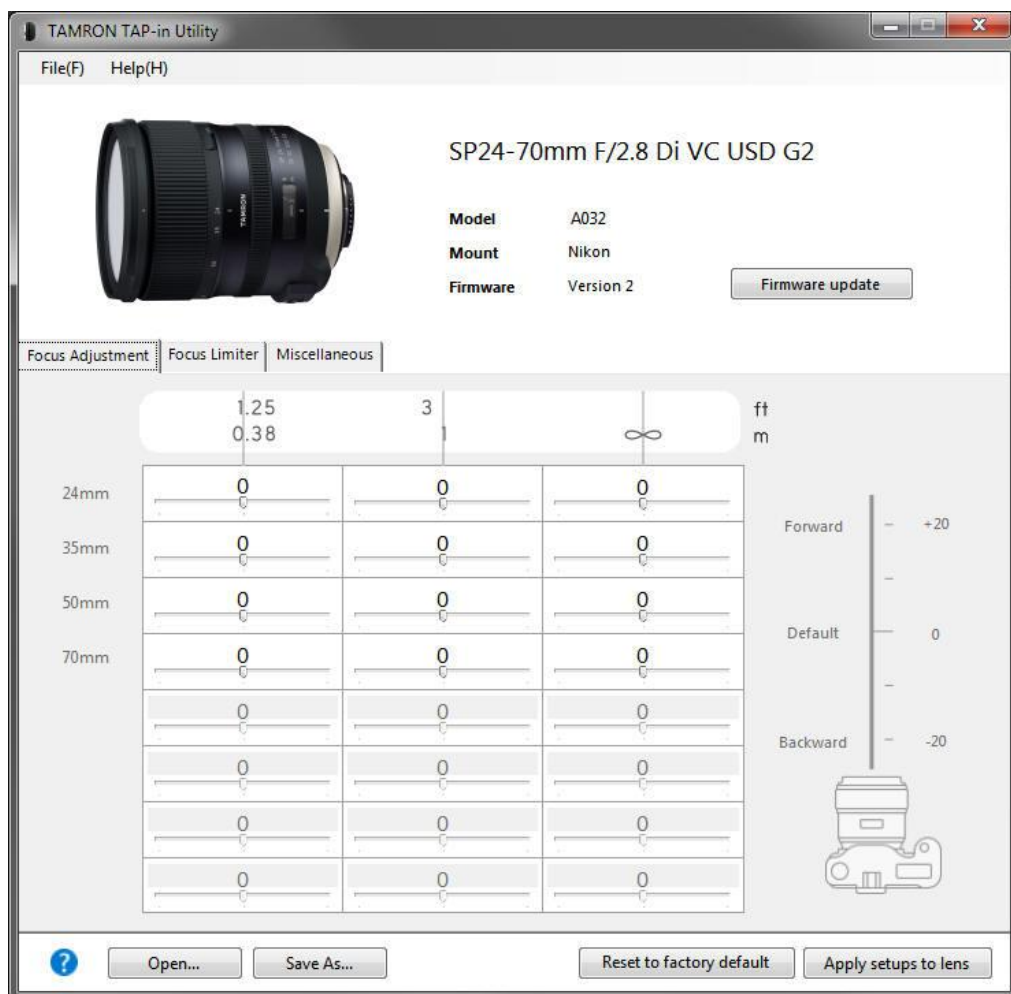 TAMRON TAP-in Utility
File(F) Help(H)
SP24-70mm F/2.8 Di VC USD G2
TAMRON
Model A032
Mount Nikon
Firmware Version 2 Firmware update
Focus Adjustment Focus Limiter Miscellaneous
1.25 3 ft
0.38 1 ∞ m
24mm 0 0 0
Forward +20
35mm 0 0 0
50mm 0 0 0
Default 0
70mm 0 0 0
0 0 0
Backward -20
0 0 0
0 0 0
0 0 0
? Open... Save As... Reset to factory default Apply setups to lens